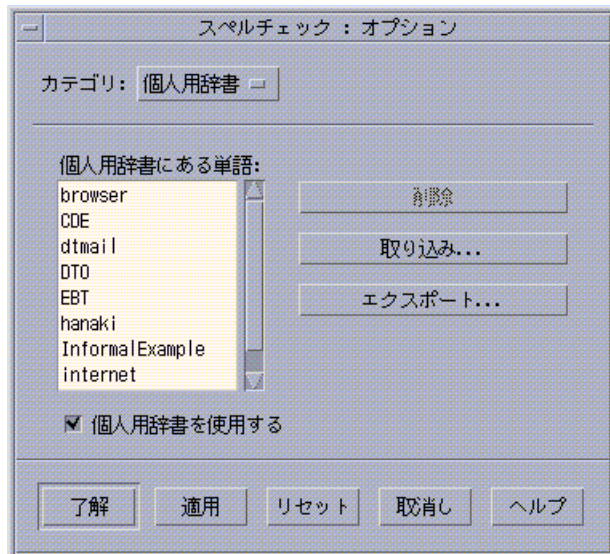 スペルチェック : オプション
カテゴリ: 個人用辞書
個人用辞書にある単語:
browser
CDE
dtmail
DTO
EBT
hanaki
InformalExample
internet
削除
取り込み...
エクスポート...
個人用辞書を使用する
了解 適用 リセット 取消し ヘルプ